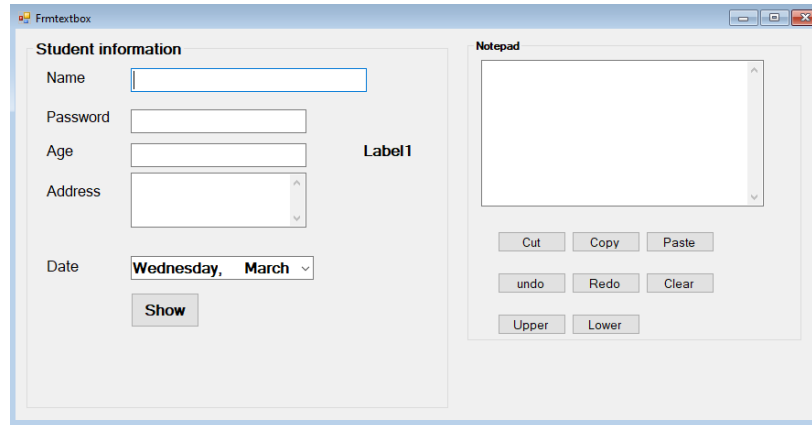 Frmtextbox
Student information
Name
Password
Age
Label1
Address
Date
Wednesday, March
Show
Notepad
Cut Copy Paste
undo Redo Clear
Upper Lower